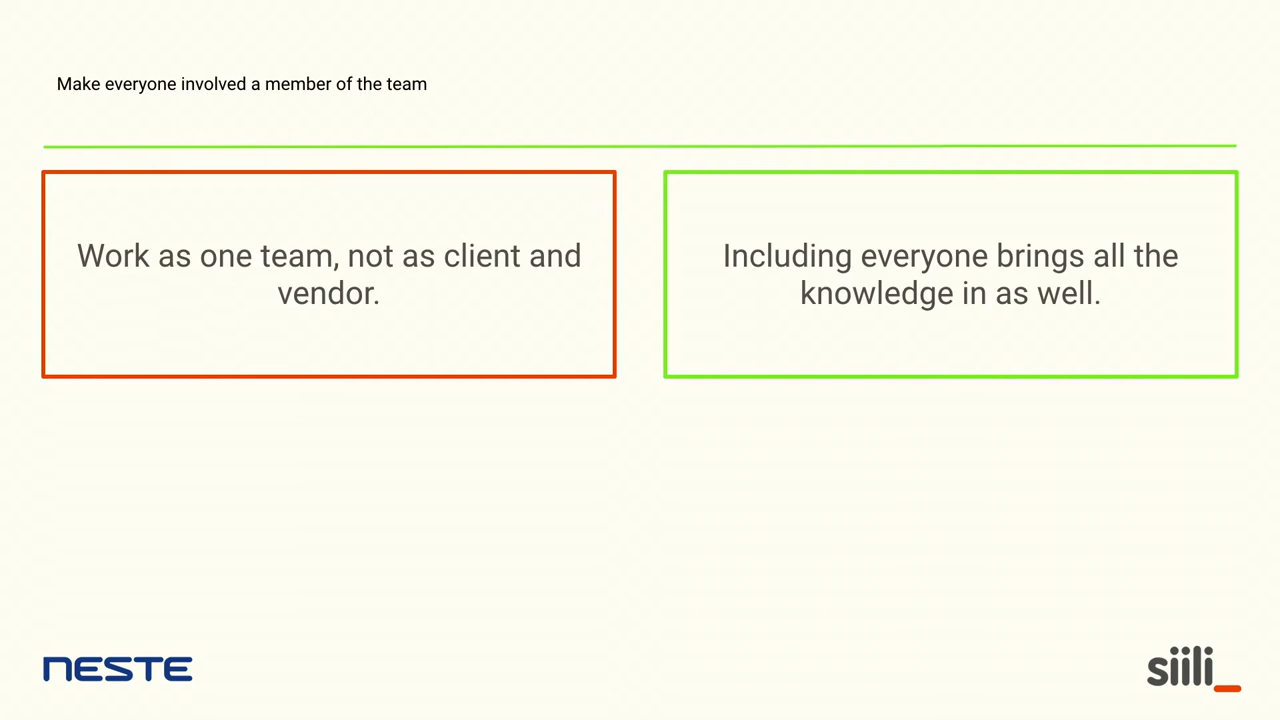 Make everyone involved a member of the team
Work as one team, not as client and
vendor.
Including everyone brings all the
knowledge in as well.
NESTE
siili_